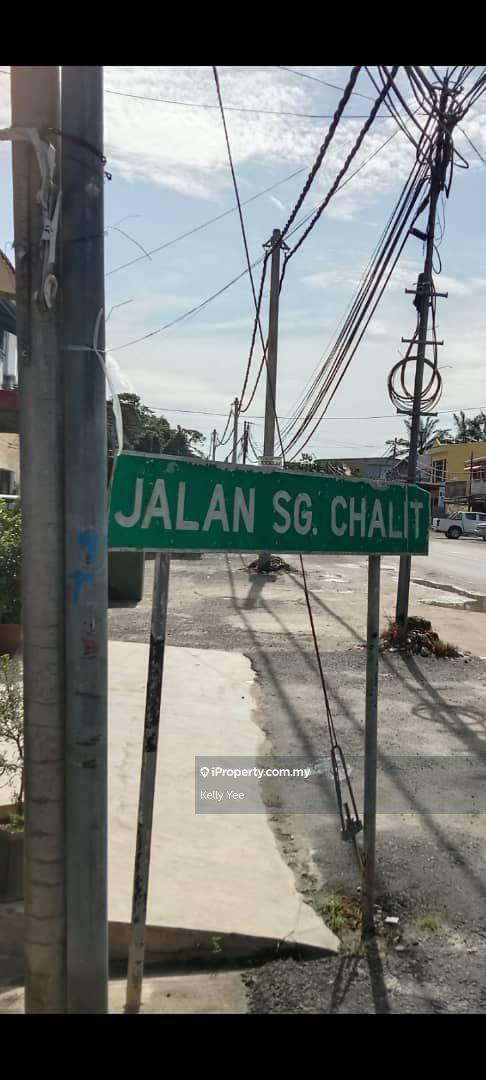 JALAN SG. CHALIT
iProperty.com.my
Kelly Yee